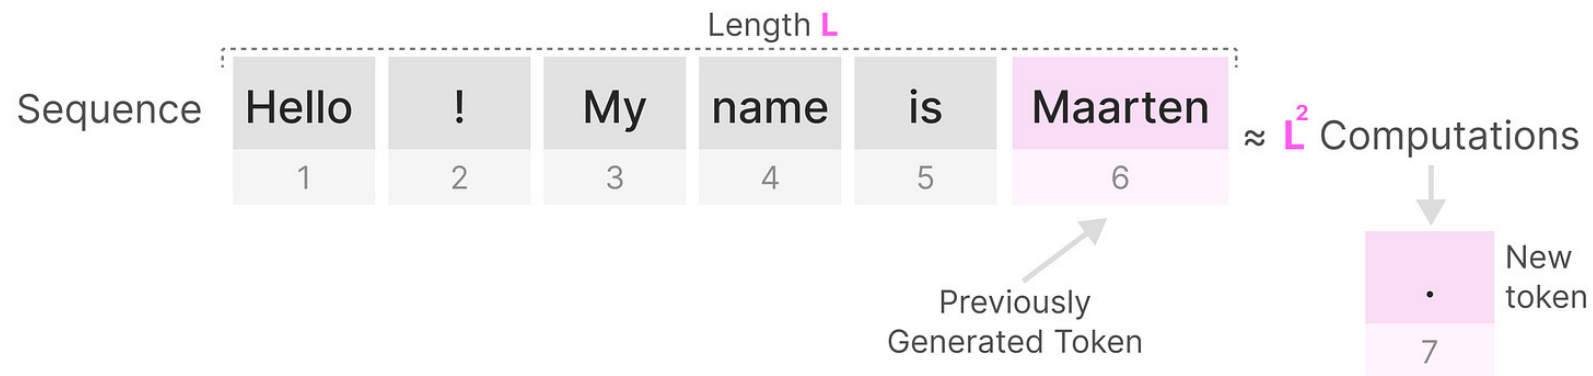 Length L
Sequence Hello ! My name is Maarten ≈ L² Computations
1 2 3 4 5 6
Previously
Generated Token
.
New
token
7